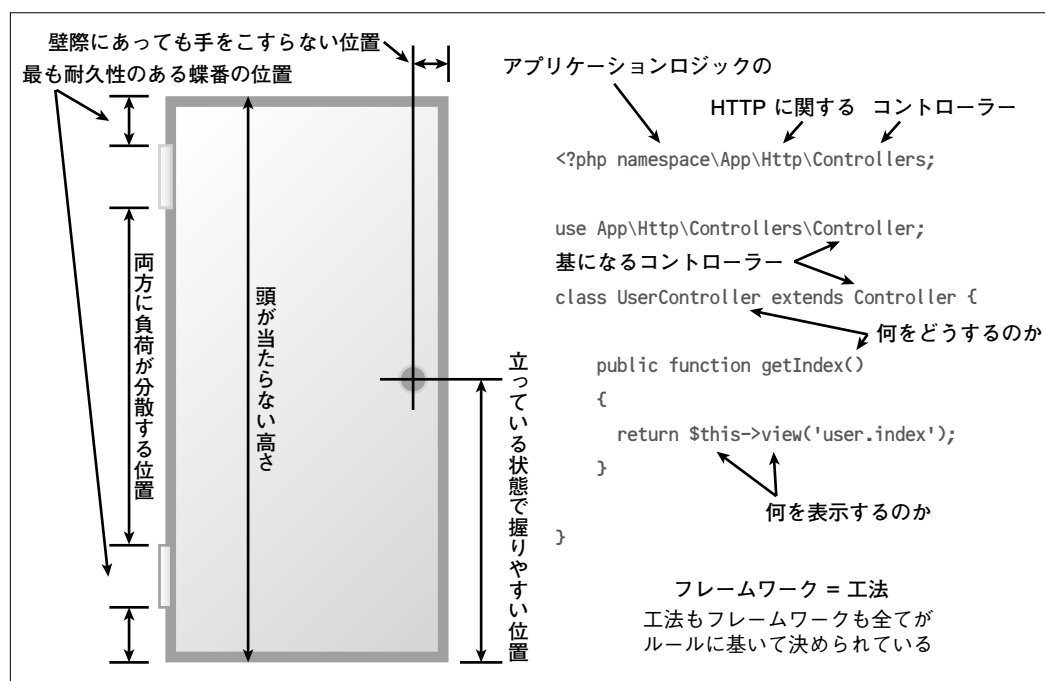 壁際にあっても手をこすらない位置
最も耐久性のある蝶番の位置
両方に負荷が分散する位置
頭が当たらない高さ
立っている状態で握りやすい位置
アプリケーションロジックの
HTTP に関する コントローラー
<?php namespace\App\Http\Controllers;
use App\Http\Controllers\Controller;
基になるコントローラー
class UserController extends Controller {
何をどうするのか
public function getIndex()
{
return $this->view('user.index');
}
何を表示するのか
}
フレームワーク = 工法
工法もフレームワークも全てが
ルールに基いて決められている